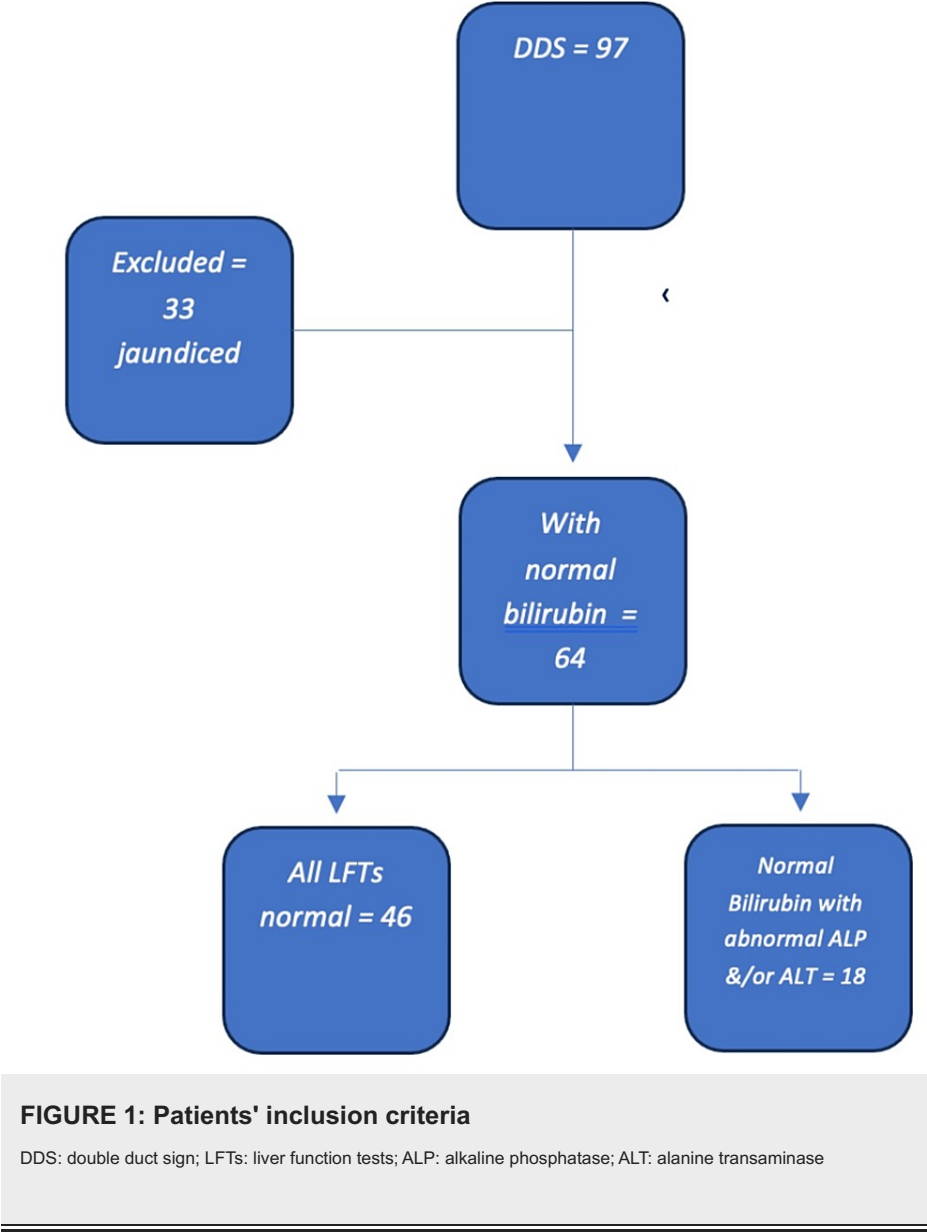 DDS = 97
Excluded =
33
jaundiced
With
normal
bilirubin =
64
All LFTs
normal = 46
Normal
Bilirubin with
abnormal ALP
&/or ALT = 18
FIGURE 1: Patients' inclusion criteria
DDS: double duct sign; LFTs: liver function tests; ALP: alkaline phosphatase; ALT: alanine transaminase